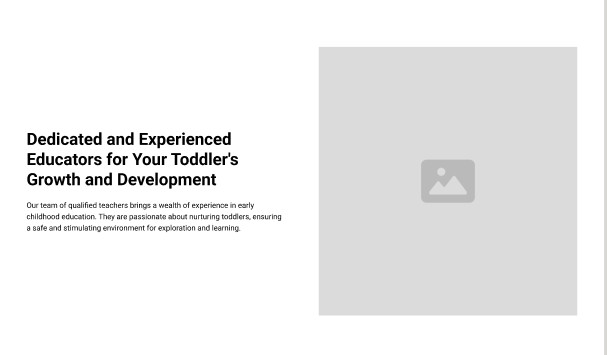 Dedicated and Experienced
Educators for Your Toddler's
Growth and Development
Our team of qualified teachers brings a wealth of experience in early
childhood education. They are passionate about nurturing toddlers, ensuring
a safe and stimulating environment for exploration and learning.